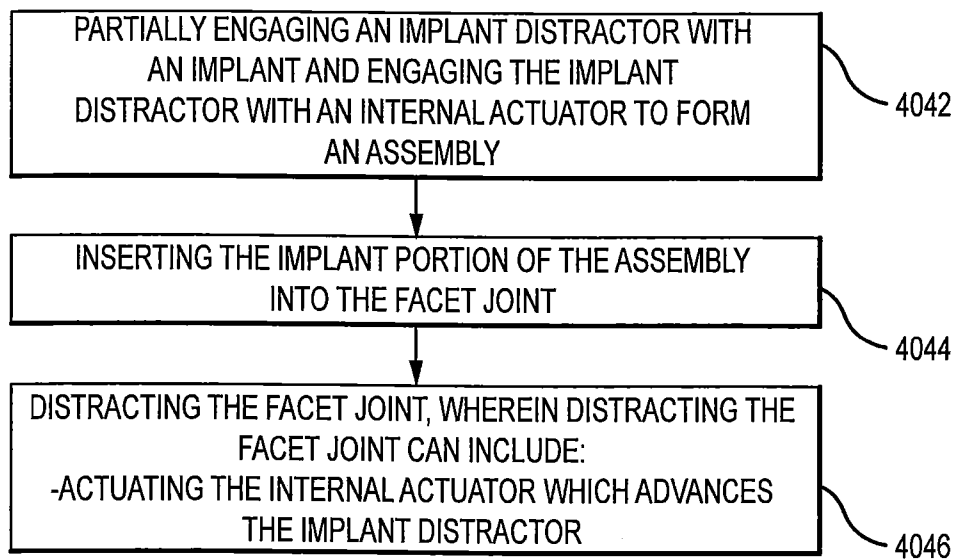 PARTIALLY ENGAGING AN IMPLANT DISTRACTOR WITH
AN IMPLANT AND ENGAGING THE IMPLANT
DISTRACTOR WITH AN INTERNAL ACTUATOR TO FORM
AN ASSEMBLY
4042
INSERTING THE IMPLANT PORTION OF THE ASSEMBLY
INTO THE FACET JOINT
4044
DISTRACTING THE FACET JOINT, WHEREIN DISTRACTING THE
FACET JOINT CAN INCLUDE:
-ACTUATING THE INTERNAL ACTUATOR WHICH ADVANCES
THE IMPLANT DISTRACTOR
4046